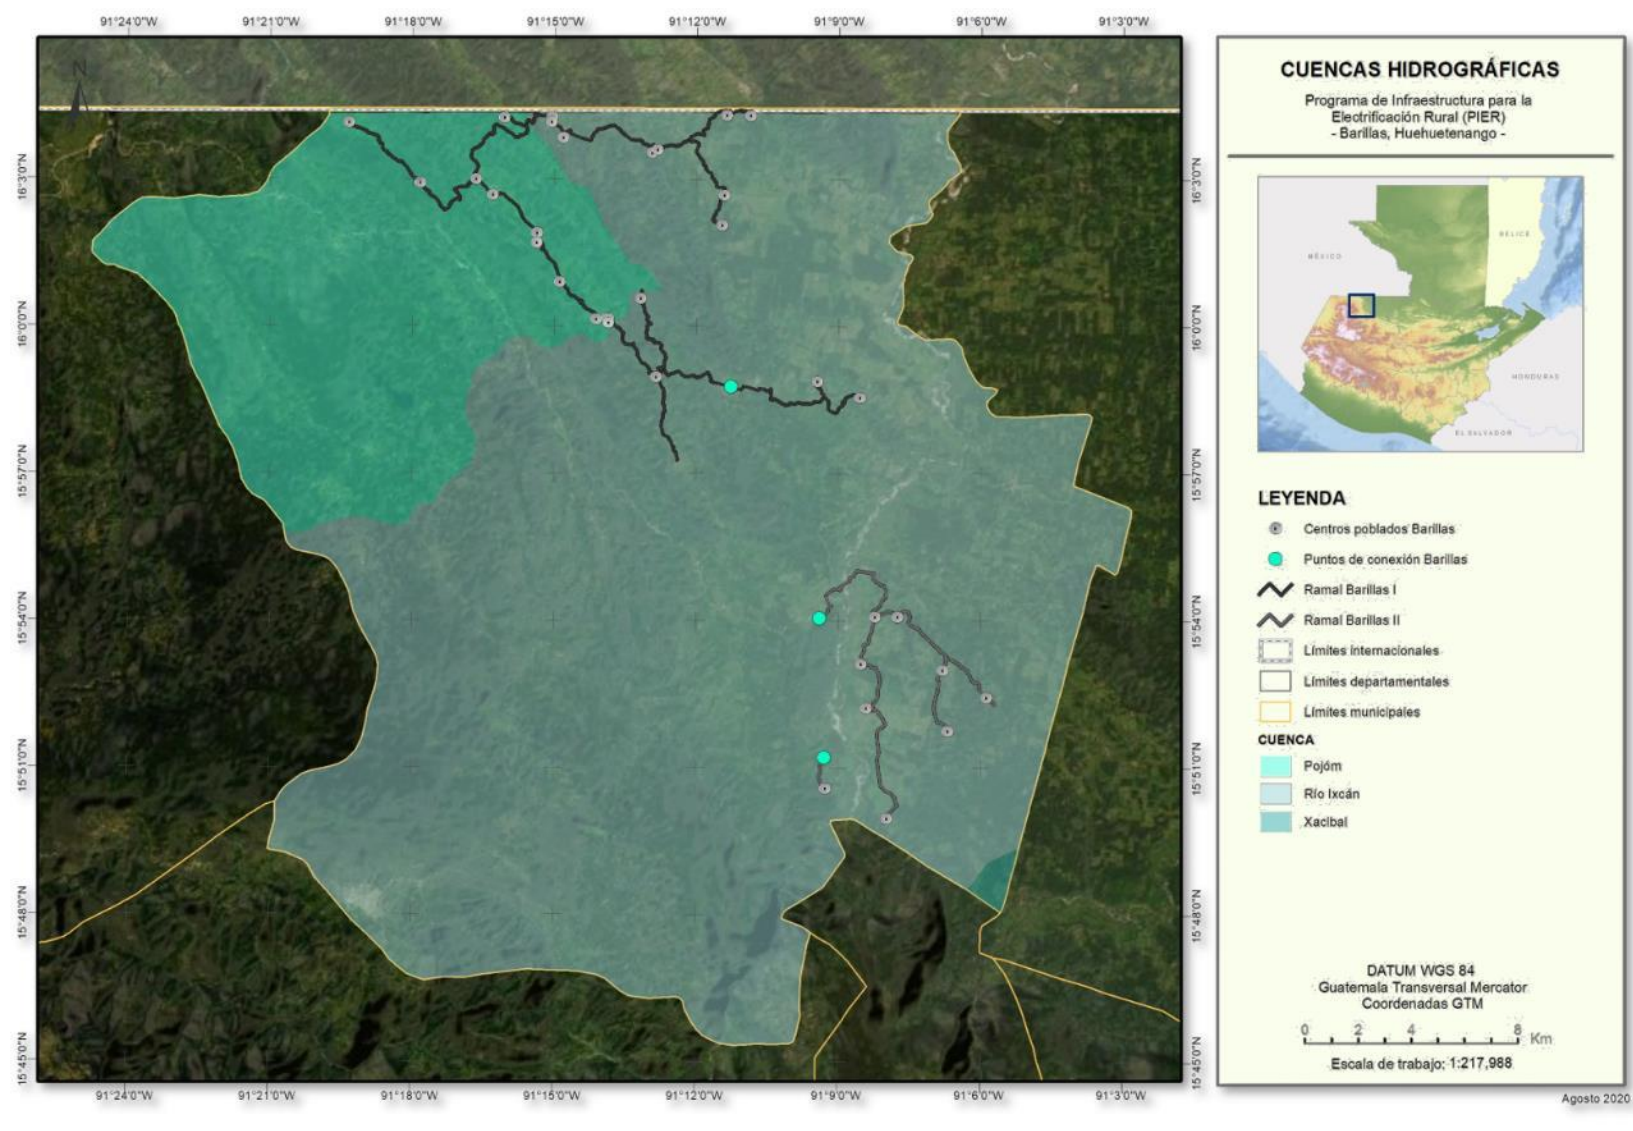 91°24'0"W 91°21'0"W 91°18'0"W 91°15'0"W 91°12'0"W 91°9'0"W 91°6'0"W 91°3'0"W
N
16°3'0"N 16°3'0"N
16°0'0"N 16°0'0"N
15°57'0"N 15°57'0"N
15°54'0"N 15°54'0"N
15°51'0"N 15°51'0"N
15°48'0"N 15°48'0"N
15°45'0"N 15°45'0"N
91°24'0"W 91°21'0"W 91°18'0"W 91°15'0"W 91°12'0"W 91°9'0"W 91°6'0"W 91°3'0"W
CUENCAS HIDROGRÁFICAS
Programa de Infraestructura para la
Electrificación Rural (PIER)
- Barillas, Huehuetenango -
BELICE
MÉXICO
HONDURAS
EL SALVADOR
LEYENDA
Centros poblados Barillas
Puntos de conexión Barillas
Ramal Barillas I
Ramal Barillas II
Límites internacionales
Límites departamentales
Límites municipales
CUENCA
Pojóm
Río Ixcán
Xacibal
DATUM WGS 84
Guatemala Transversal Mercator
Coordenadas GTM
0 2 4 8 Km
Escala de trabajo: 1:217,988
Agosto 2020